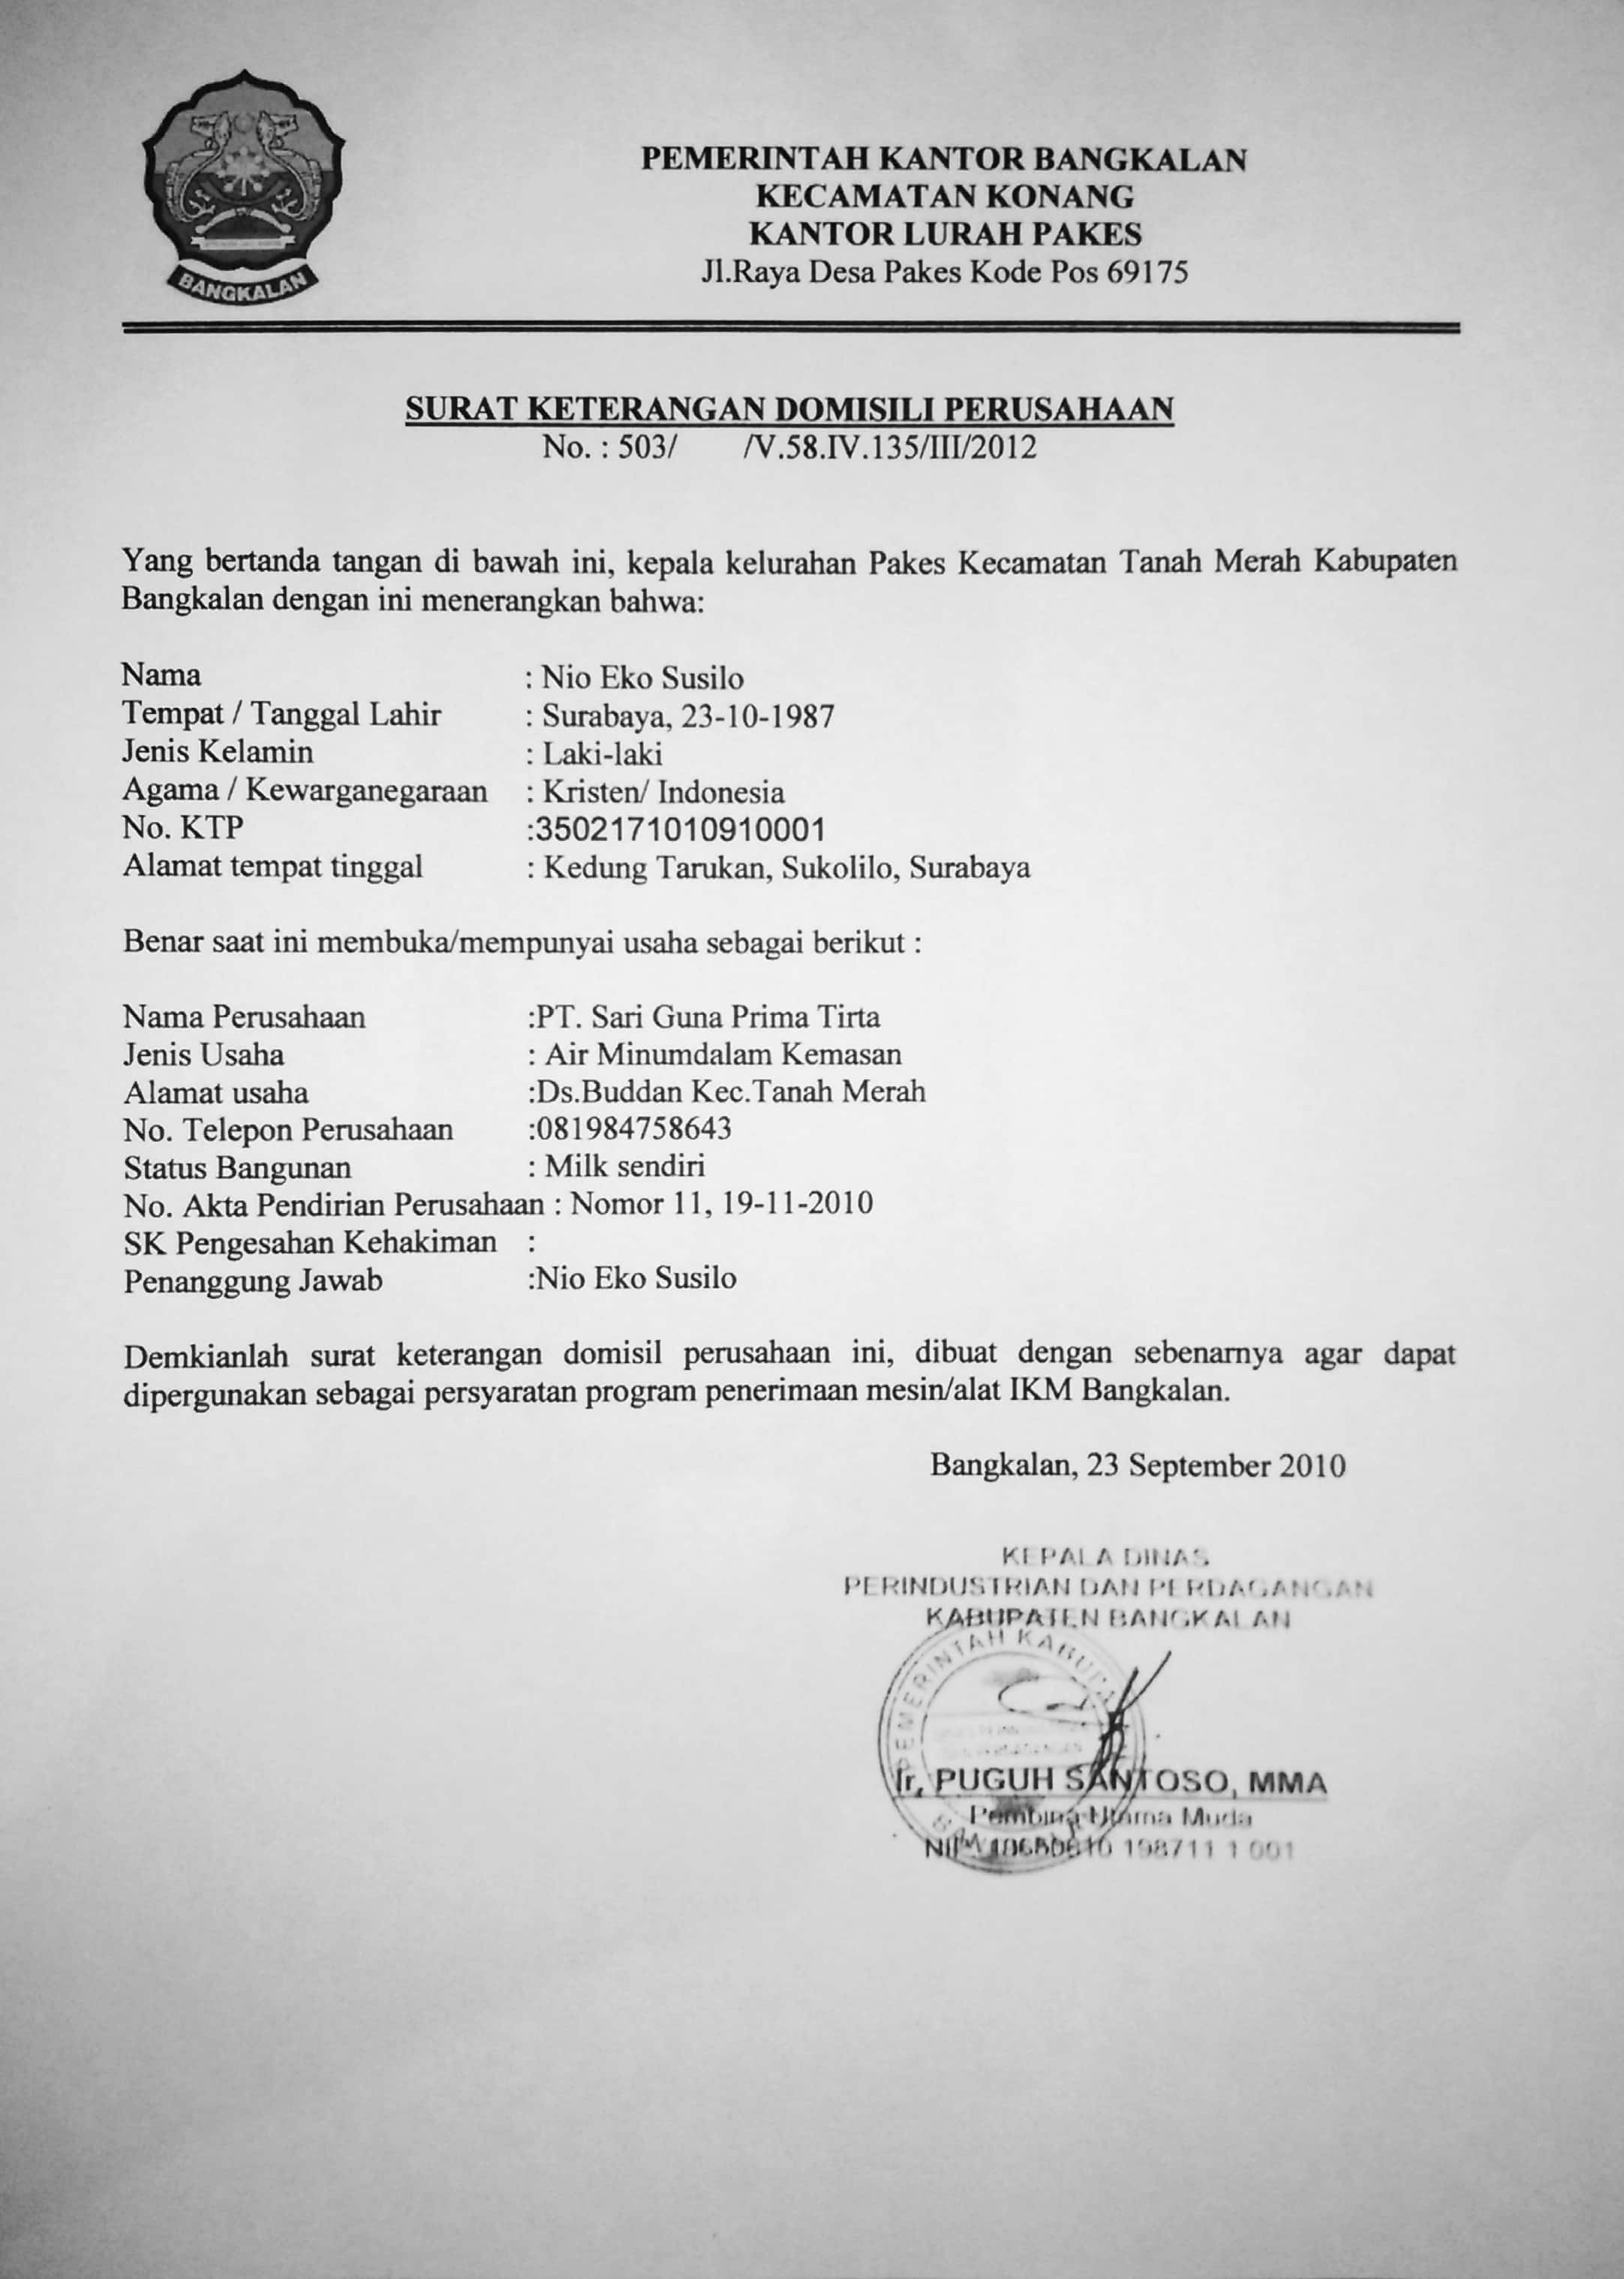 BANGKALAN
PEMERINTAH KANTOR BANGKALAN
KECAMATAN KONANG
KANTOR LURAH PAKES
Jl.Raya Desa Pakes Kode Pos 69175
SURAT KETERANGAN DOMISILI PERUSAHAAN
No. : 503/ /V.58.IV.135/III/2012
Yang bertanda tangan di bawah ini, kepala kelurahan Pakes Kecamatan Tanah Merah Kabupaten
Bangkalan dengan ini menerangkan bahwa:
Nama : Nio Eko Susilo
Tempat / Tanggal Lahir : Surabaya, 23-10-1987
Jenis Kelamin : Laki-laki
Agama / Kewarganegaraan : Kristen/ Indonesia
No. KTP :3502171010910001
Alamat tempat tinggal : Kedung Tarukan, Sukolilo, Surabaya
Benar saat ini membuka/mempunyai usaha sebagai berikut :
Nama Perusahaan :PT. Sari Guna Prima Tirta
Jenis Usaha : Air Minumdalam Kemasan
Alamat usaha :Ds.Buddan Kec.Tanah Merah
No. Telepon Perusahaan :081984758643
Status Bangunan : Milk sendiri
No. Akta Pendirian Perusahaan : Nomor 11, 19-11-2010
SK Pengesahan Kehakiman :
Penanggung Jawab :Nio Eko Susilo
Demkianlah surat keterangan domisil perusahaan ini, dibuat dengan sebenarnya agar dapat
dipergunakan sebagai persyaratan program penerimaan mesin/alat IKM Bangkalan.
Bangkalan, 23 September 2010
KEPALA DINAS
PERINDUSTRIAN DAN PERDAGANGAN
KABUPATEN BANGKALAN
PEMERINTAH KABUPA
Ir, PUGUH SANTOSO, MMA
Pembina Utama Muda
NIP 198711 1 001